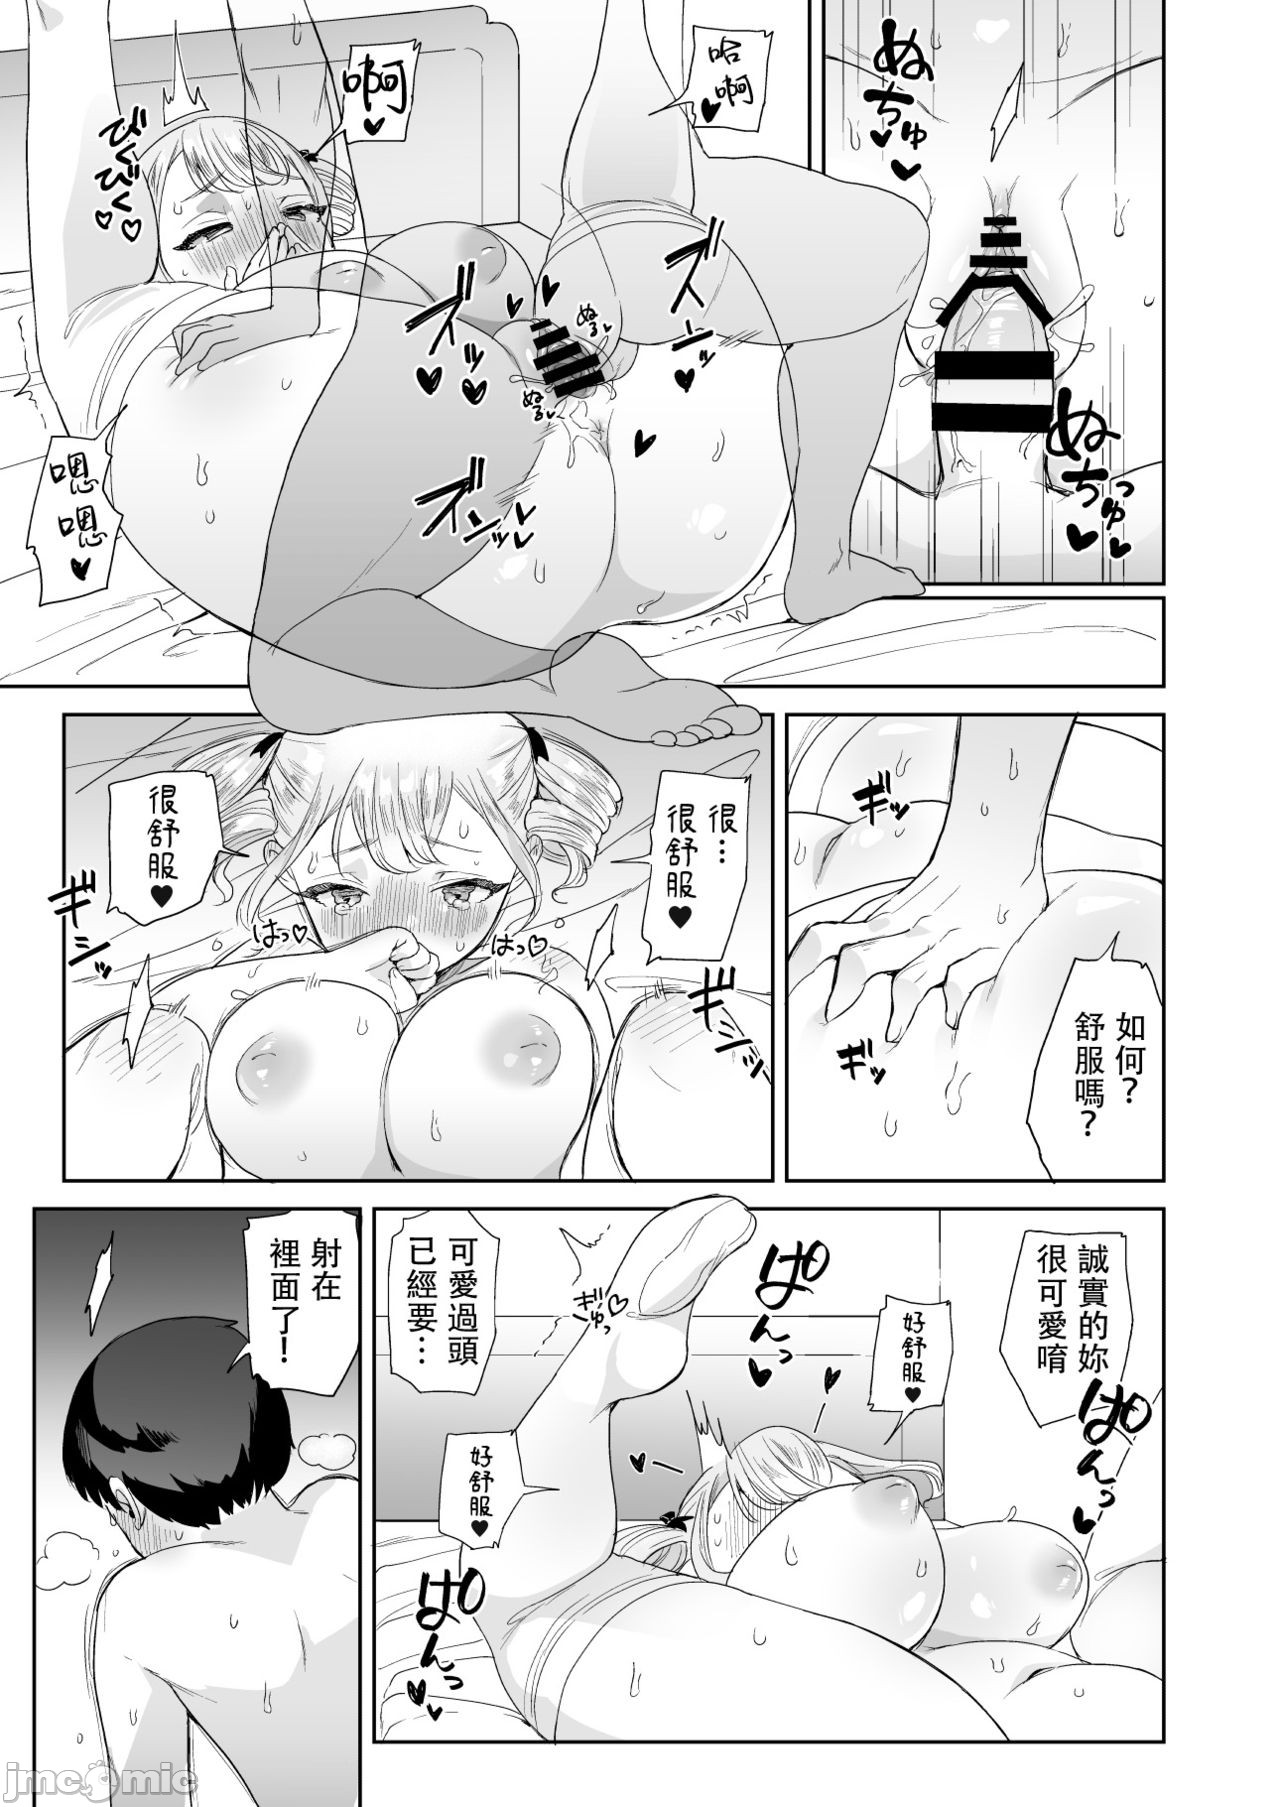 ぬちゅ
哈啊
啊
びくびく
嗯嗯
ズイッ
ズッ
ぬる
ぬる
ズンッ
ぬちっゅっ
如何？
舒服嗎？
ギッ
ギッ
很…
很舒服
很舒服
はっ
はっ
ギシッ
ギシッ
誠實的妳
很可愛唷
好舒服
好舒服
ぱんっ
ぱんっ
ぱんっ
ぎゅっ
可愛過頭
已經要…
射在
裡面了！
jmcomic